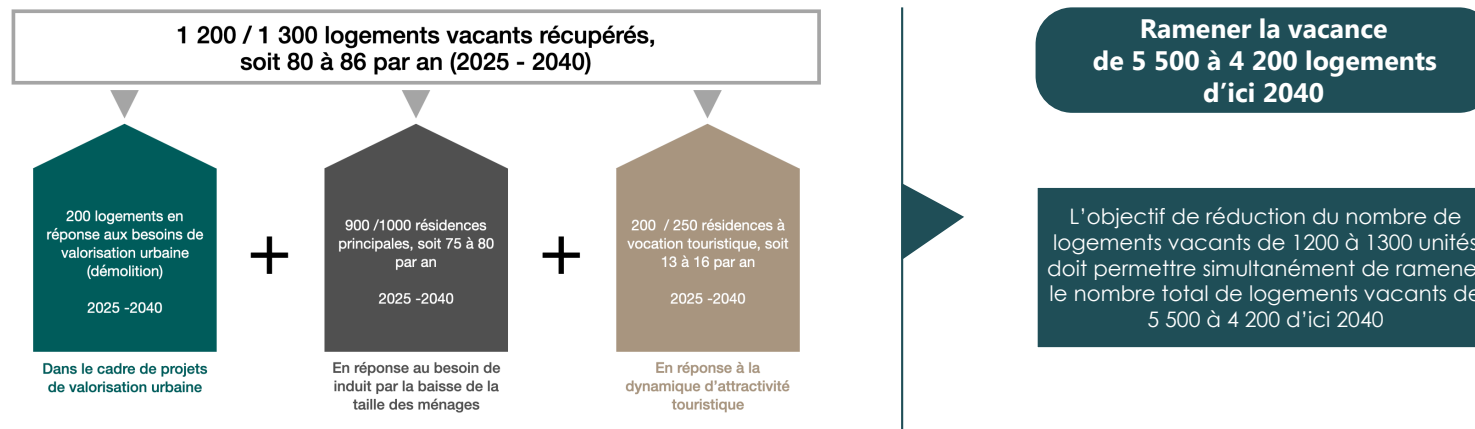 1 200 / 1 300 logements vacants récupérés,
soit 80 à 86 par an (2025 - 2040)
200 logements en
réponse aux besoins de
valorisation urbaine
(démolition)
2025 -2040
Dans le cadre de projets
de valorisation urbaine
+
900 /1000 résidences
principales, soit 75 à 80
par an
2025 -2040
En réponse au besoin de
induit par la baisse de la
taille des ménages
+
200 / 250 résidences à
vocation touristique, soit
13 à 16 par an
2025 -2040
En réponse à la
dynamique d'attractivité
touristique
Ramener la vacance
de 5 500 à 4 200 logements
d'ici 2040
L'objectif de réduction du nombre de
logements vacants de 1200 à 1300 unités
doit permettre simultanément de ramene
le nombre total de logements vacants de
5 500 à 4 200 d'ici 2040